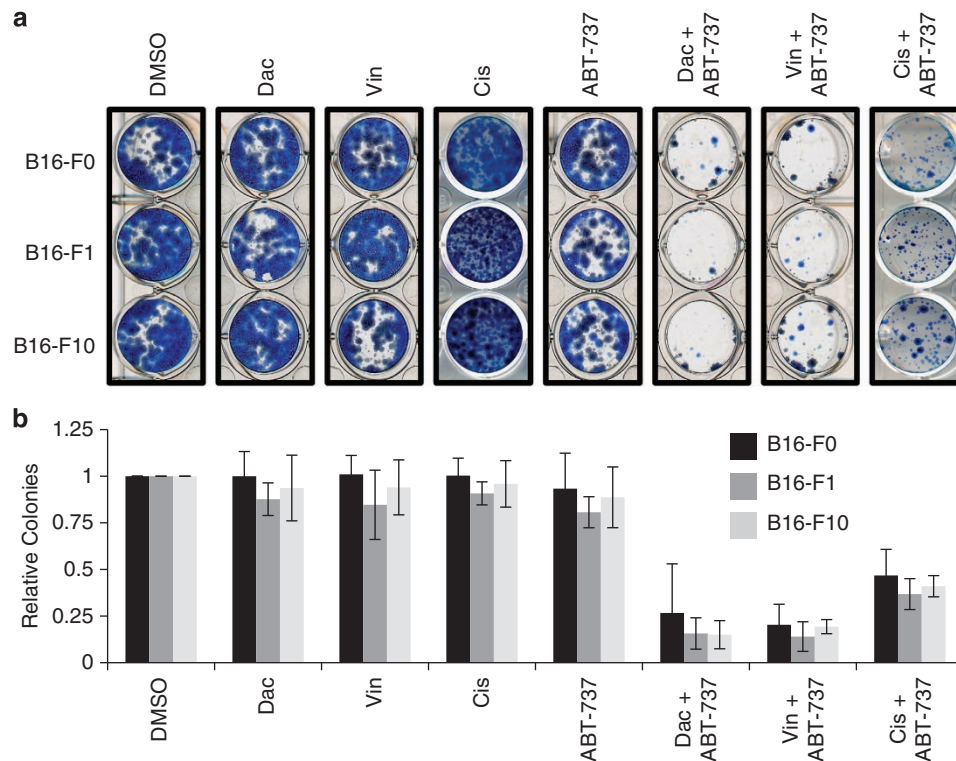 a
DMSO
Dac
Vin
Cis
ABT-737
Dac +
ABT-737
Vin +
ABT-737
Cis +
ABT-737
B16-F0
B16-F1
B16-F10
b
1.25
1
0.75
0.5
0.25
0
Relative Colonies
B16-F0
B16-F1
B16-F10
DMSO
Dac
Vin
Cis
ABT-737
Dac +
ABT-737
Vin +
ABT-737
Cis +
ABT-737